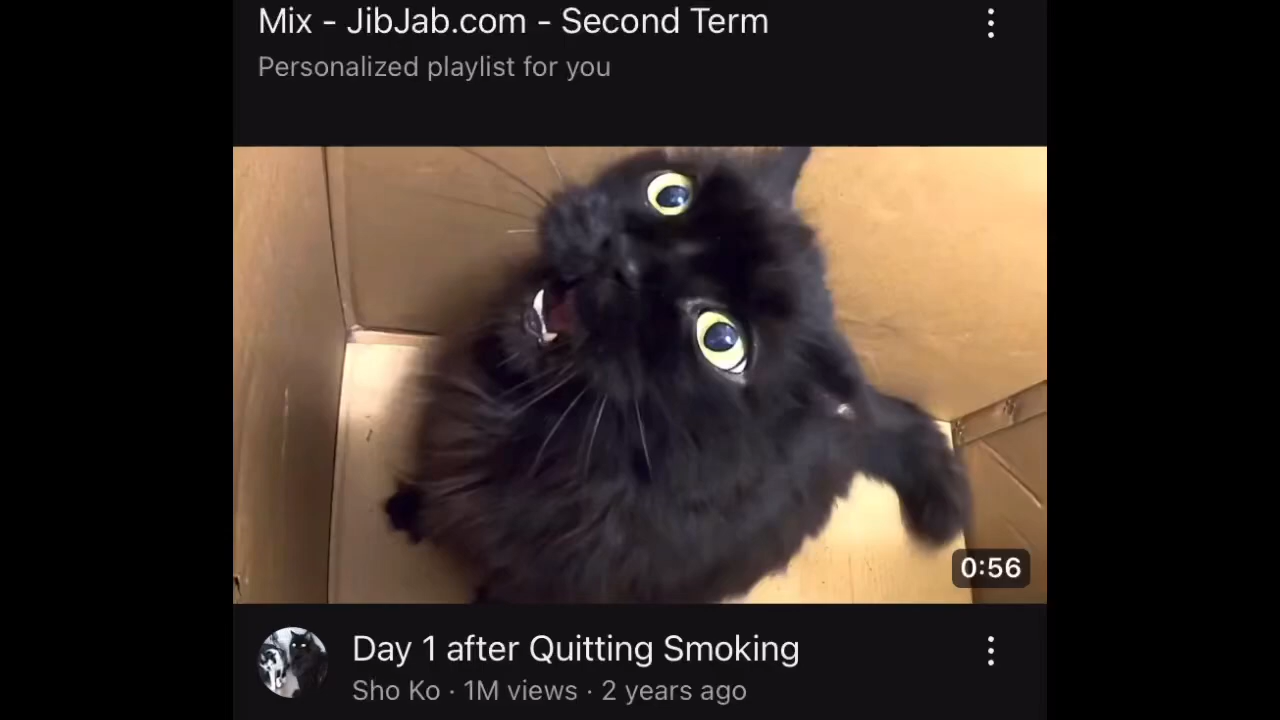 Mix - JibJab.com - Second Term
Personalized playlist for you
0:56
Day 1 after Quitting Smoking
Sho Ko · 1M views · 2 years ago